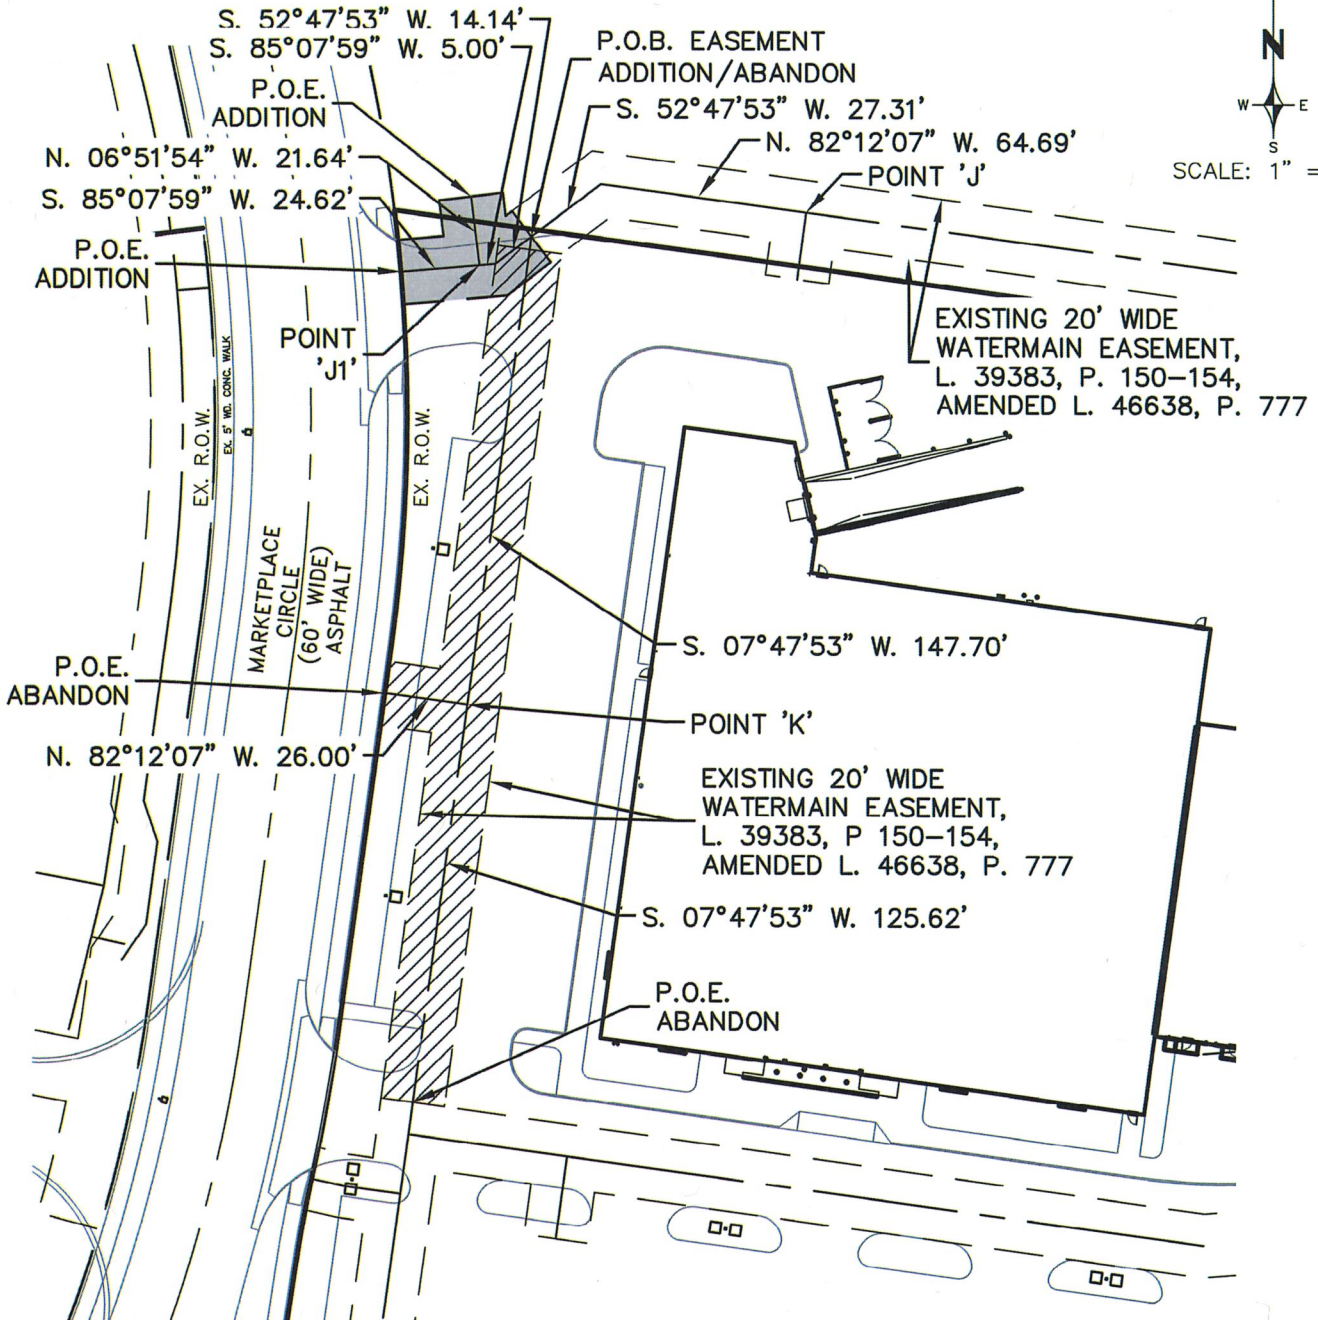 S. 52°47'53" W. 14.14'
S. 85°07'59" W. 5.00'
P.O.E.
ADDITION
N. 06°51'54" W. 21.64'
S. 85°07'59" W. 24.62'
P.O.E.
ADDITION
P.O.B. EASEMENT
ADDITION/ABANDON
S. 52°47'53" W. 27.31'
N. 82°12'07" W. 64.69'
POINT 'J'
N
W E
S
SCALE: 1" =
POINT
'J1'
EXISTING 20' WIDE
WATERMAIN EASEMENT,
L. 39383, P. 150-154,
AMENDED L. 46638, P. 777
EX. R.O.W.
EX. 5' WD. CONC. WALK
EX. R.O.W.
MARKETPLACE
CIRCLE
(60' WIDE)
ASPHALT
S. 07°47'53" W. 147.70'
P.O.E.
ABANDON
POINT 'K'
N. 82°12'07" W. 26.00'
EXISTING 20' WIDE
WATERMAIN EASEMENT,
L. 39383, P 150-154,
AMENDED L. 46638, P. 777
S. 07°47'53" W. 125.62'
P.O.E.
ABANDON